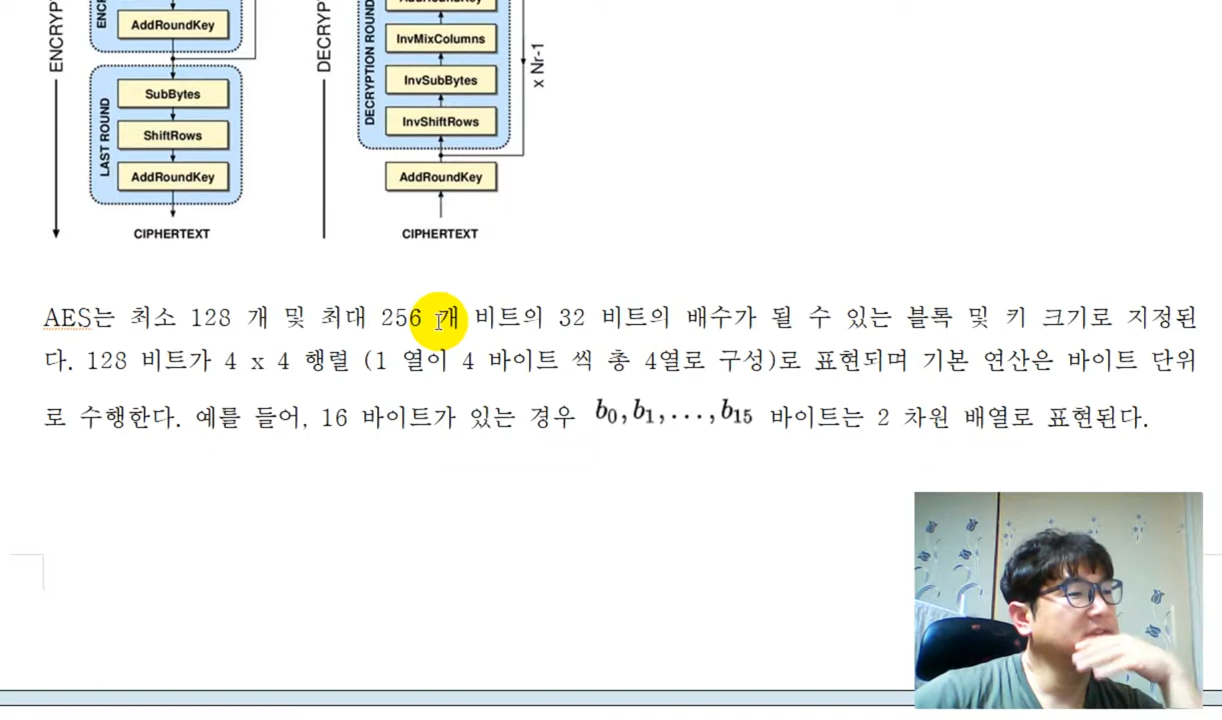 ENCRYPT
ENC
AddRoundKey
LAST ROUND
SubBytes
ShiftRows
AddRoundKey
CIPHERTEXT
DECRYPT
DECRYPTION ROUND
InvMixColumns
InvSubBytes
InvShiftRows
x Nr-1
AddRoundKey
CIPHERTEXT
AES는 최소 128 개 및 최대 256 개 비트의 32 비트의 배수가 될 수 있는 블록 및 키 크기로 지정된
다. 128 비트가 4 x 4 행렬 (1 열이 4 바이트 씩 총 4열로 구성)로 표현되며 기본 연산은 바이트 단위
로 수행한다. 예를 들어, 16 바이트가 있는 경우 b₀, b₁, . . . , b₁₅ 바이트는 2 차원 배열로 표현된다.